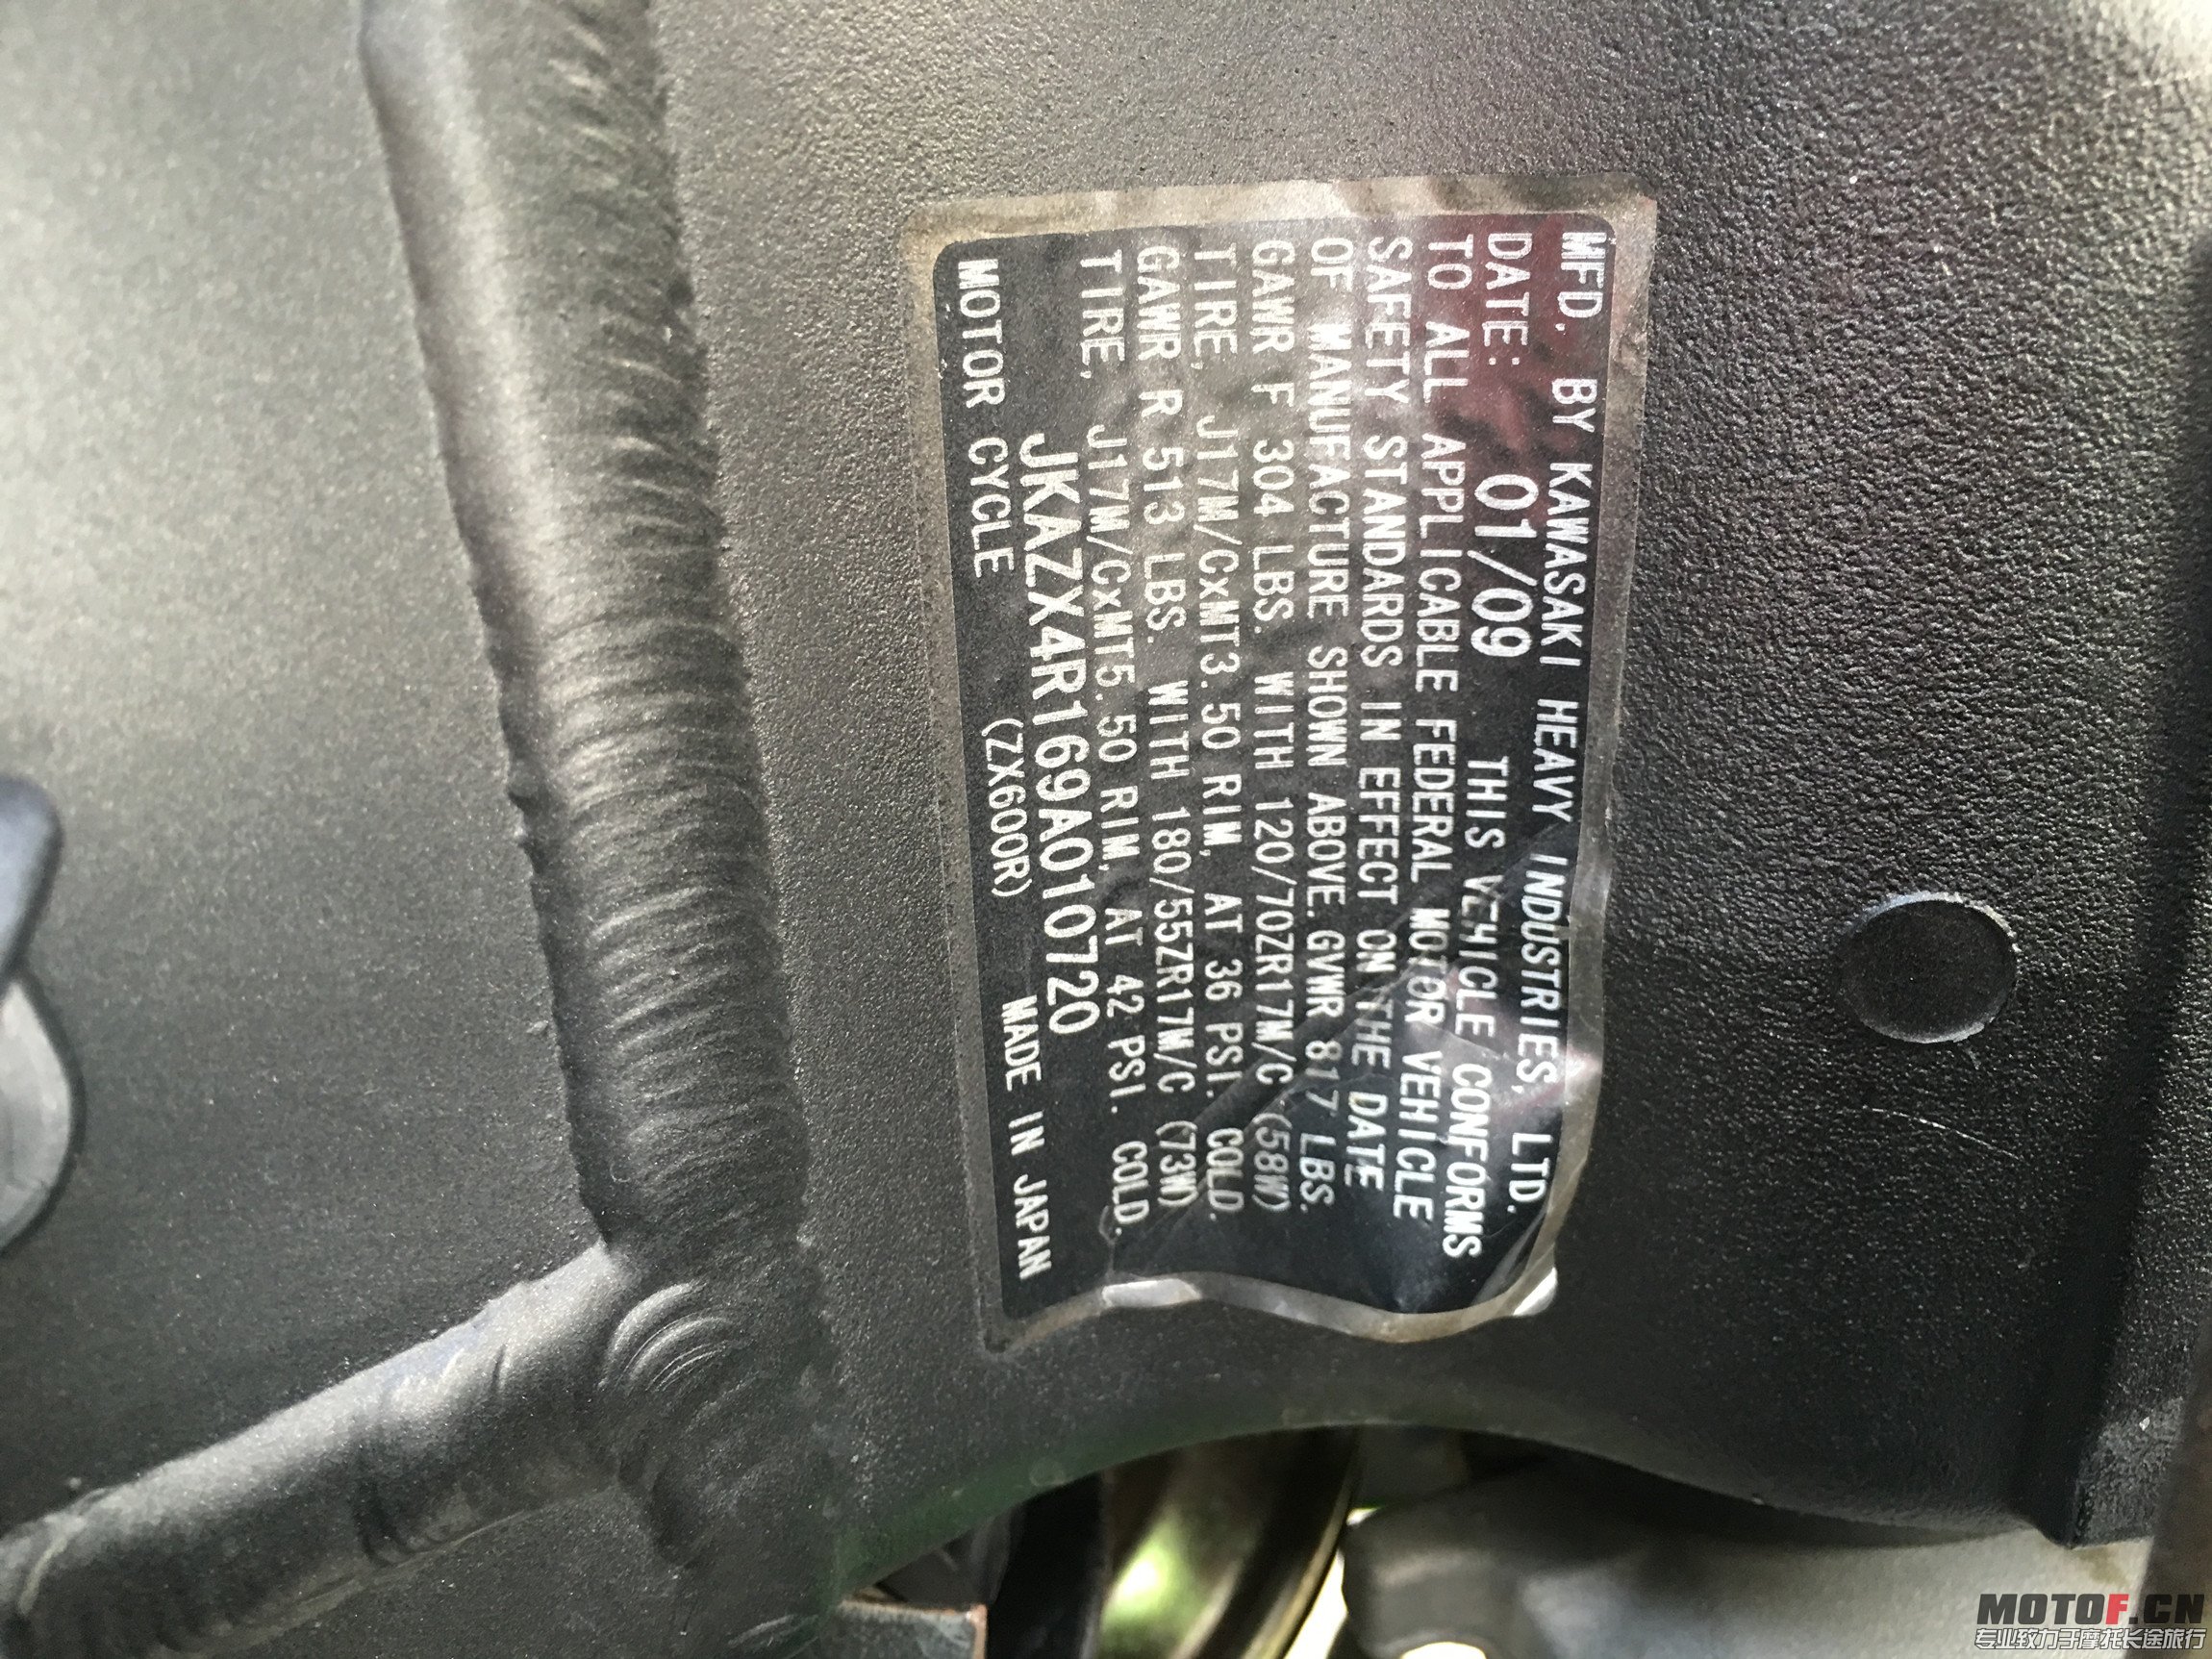 MFD. BY KAWASAKI HEAVY INDUSTRIES, LTD.
DATE: 01/09 THIS VEHICLE CONFORMS
TO ALL APPLICABLE FEDERAL MOTOR VEHICLE
SAFETY STANDARDS IN EFFECT ON THE DATE
OF MANUFACTURE SHOWN ABOVE. GVWR 817 LBS.
GAWR F 304 LBS. WITH 120/70ZR17M/C (58W)
TIRE, J17M/CxMT3.50 RIM, AT 36 PSI. COLD.
GAWR R 513 LBS. WITH 180/55ZR17M/C (73W)
TIRE, J17M/CxMT5.50 RIM, AT 42 PSI. COLD.
JKAZX4R169A010720
MOTOR CYCLE (ZX600R) MADE IN JAPAN
MOTOF.CN
专业致力于摩托长途旅行